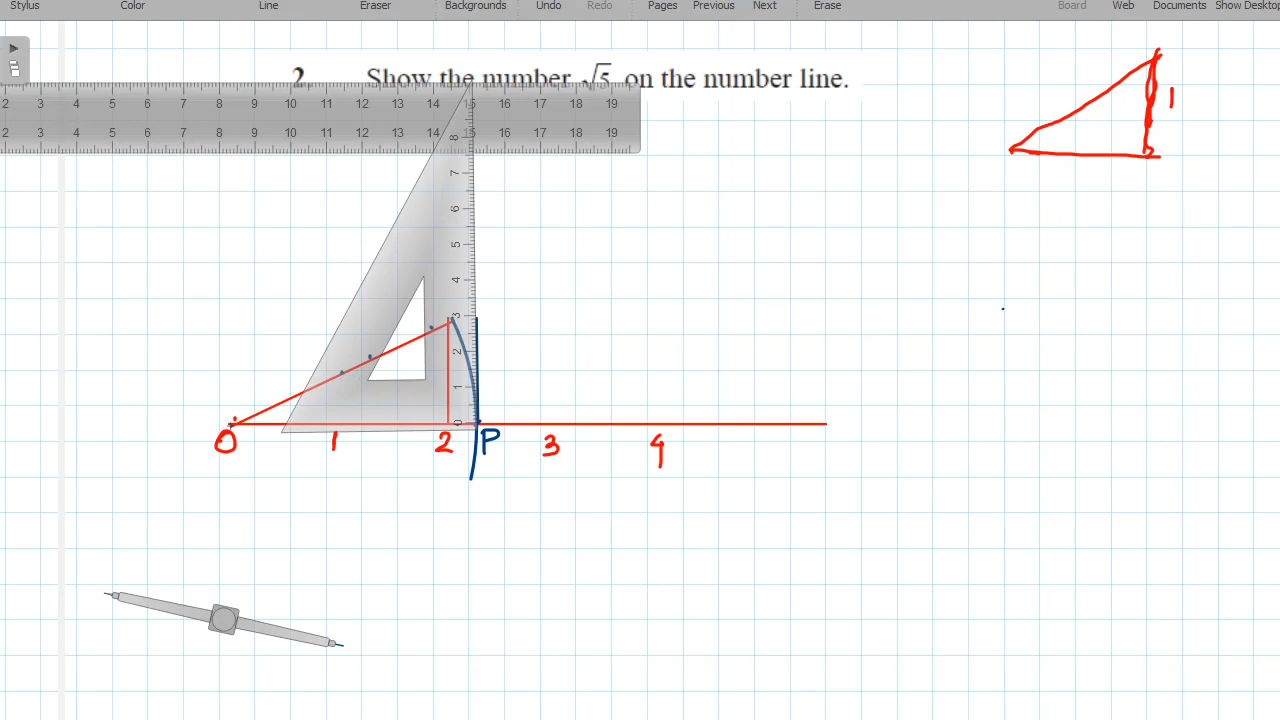 Stylus Color Line Eraser Backgrounds Undo Redo Pages Previous Next Erase Board Web Documents Show Desktop
2. Show the number √5 on the number line.
2 3 4 5 6 7 8 9 10 11 12 13 14 15 16 17 18 19
2 3 4 5 6 7 8 9 10 11 12 13 14 15 16 17 18 19
8
7
6
5
4
3
2
1
0
1
O 1 2 P 3 4